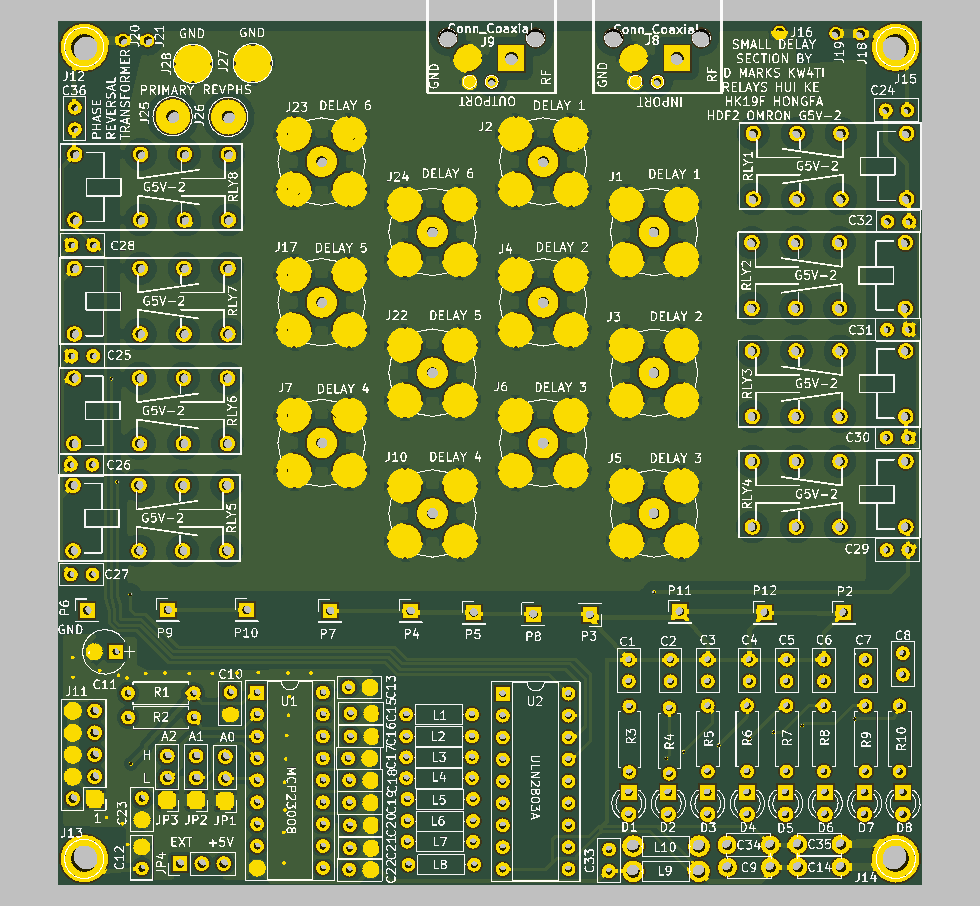 Conn_Coaxial
J9
GND
RF
OUTPORT
Conn_Coaxial
J8
GND
RF
INPORT
J20
J21
J12
GND
GND
J28
J27
PRIMARY
REVPHS
J25
J26
PHASE
REVERSAL
TRANSFORMER
C36
J16
J19
J18
J15
SMALL DELAY
SECTION BY
D MARKS KW4TI
RELAYS HUI KE
HK19F HONGFA
HDF2 OMRON G5V-2
C24
J23
DELAY 6
DELAY 1
J2
J24
DELAY 6
J1
DELAY 1
J17
DELAY 5
J4
DELAY 2
J22
DELAY 5
J3
DELAY 2
J7
DELAY 4
J6
DELAY 3
J10
DELAY 4
J5
DELAY 3
G5V-2
RLY8
C28
G5V-2
RLY7
C25
G5V-2
RLY6
C26
G5V-2
RLY5
C27
RLY1
G5V-2
C32
RLY2
G5V-2
C31
RLY3
G5V-2
C30
RLY4
G5V-2
C29
P6
GND
P9
P10
P7
P4
P5
P8
P3
P11
P12
P2
+
C11
C10
J11
R1
R2
A2
A1
A0
H
L
1
C23
JP3
JP2
JP1
J13
C12
JP4
EXT
+5V
U1
MCP23008
C13
C15
C16
C17
C18
C19
C20
C21
C22
L1
L2
L3
L4
L5
L6
L7
L8
U2
ULN2803A
C1
C2
C3
C4
C5
C6
C7
C8
R3
R4
R5
R6
R7
R8
R9
R10
D1
D2
D3
D4
D5
D6
D7
D8
C33
L10
L9
C34
C9
C35
C14
J14